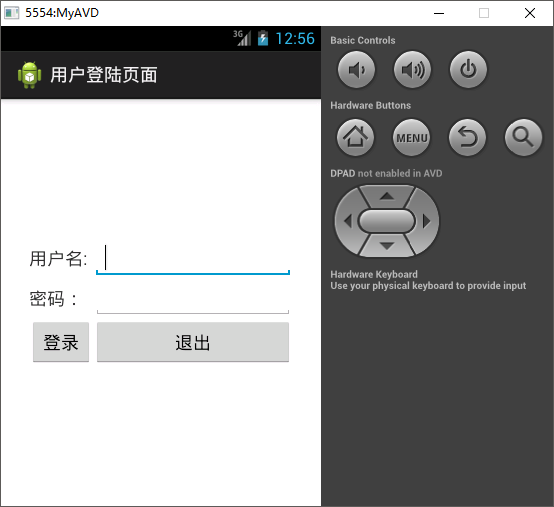 5554:MyAVD
3G 12:56
用户登陆页面
用户名:
密码：
登录 退出
Basic Controls
Hardware Buttons
MENU
DPAD not enabled in AVD
Hardware Keyboard
Use your physical keyboard to provide input